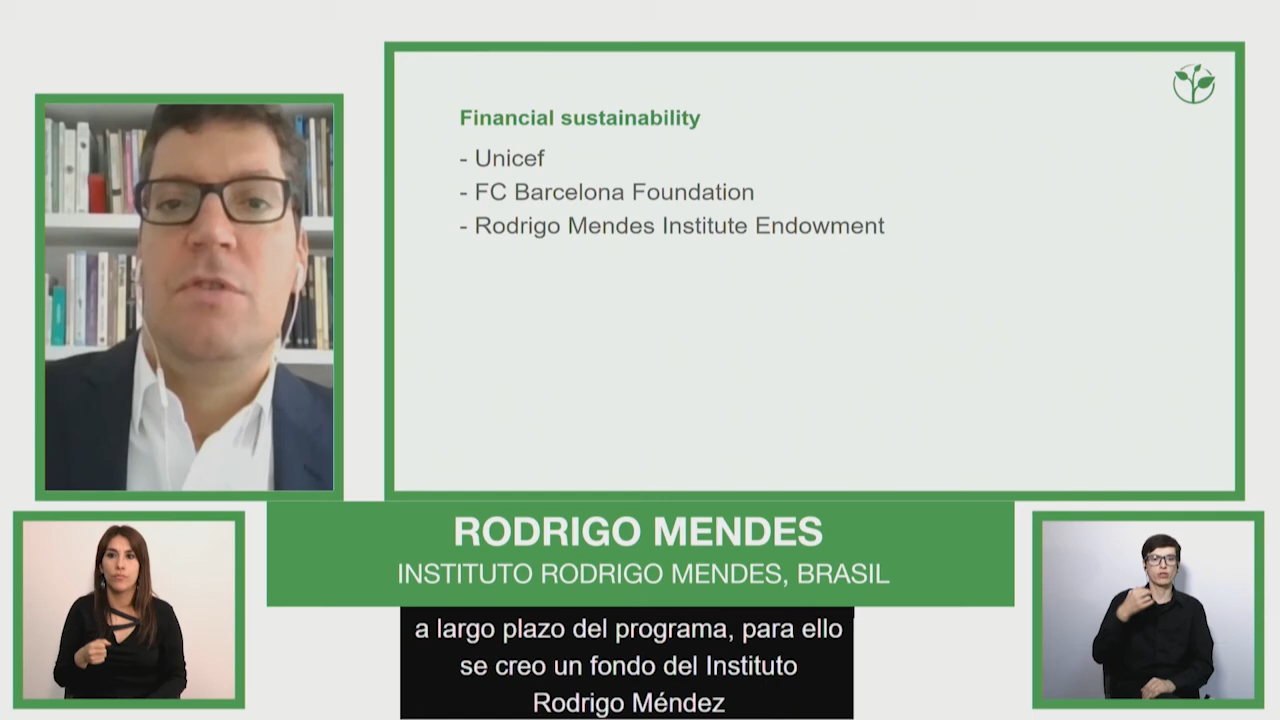 Financial sustainability
- Unicef
- FC Barcelona Foundation
- Rodrigo Mendes Institute Endowment
RODRIGO MENDES
INSTITUTO RODRIGO MENDES, BRASIL
a largo plazo del programa, para ello
se creo un fondo del Instituto
Rodrigo Méndez